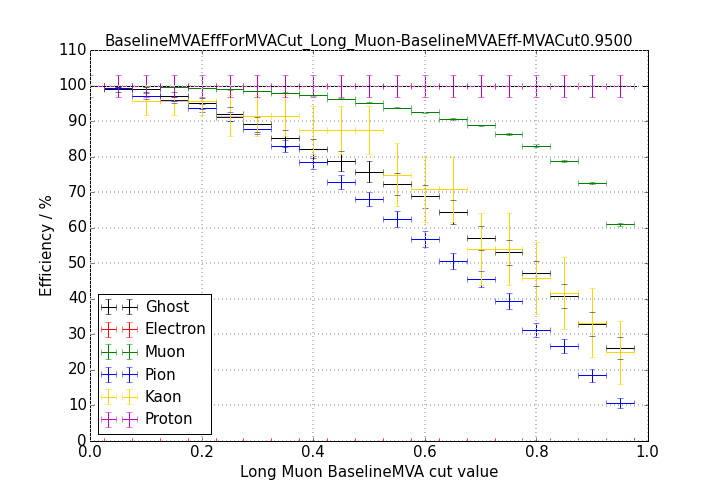 BaselineMVAEffForMVACut_Long_Muon-BaselineMVAEff-MVACut0.9500
110
100
90
80
70
60
50
40
30
20
10
0
Efficiency / %
Ghost
Electron
Muon
Pion
Kaon
Proton
0.0 0.2 0.4 0.6 0.8 1.0
Long Muon BaselineMVA cut value